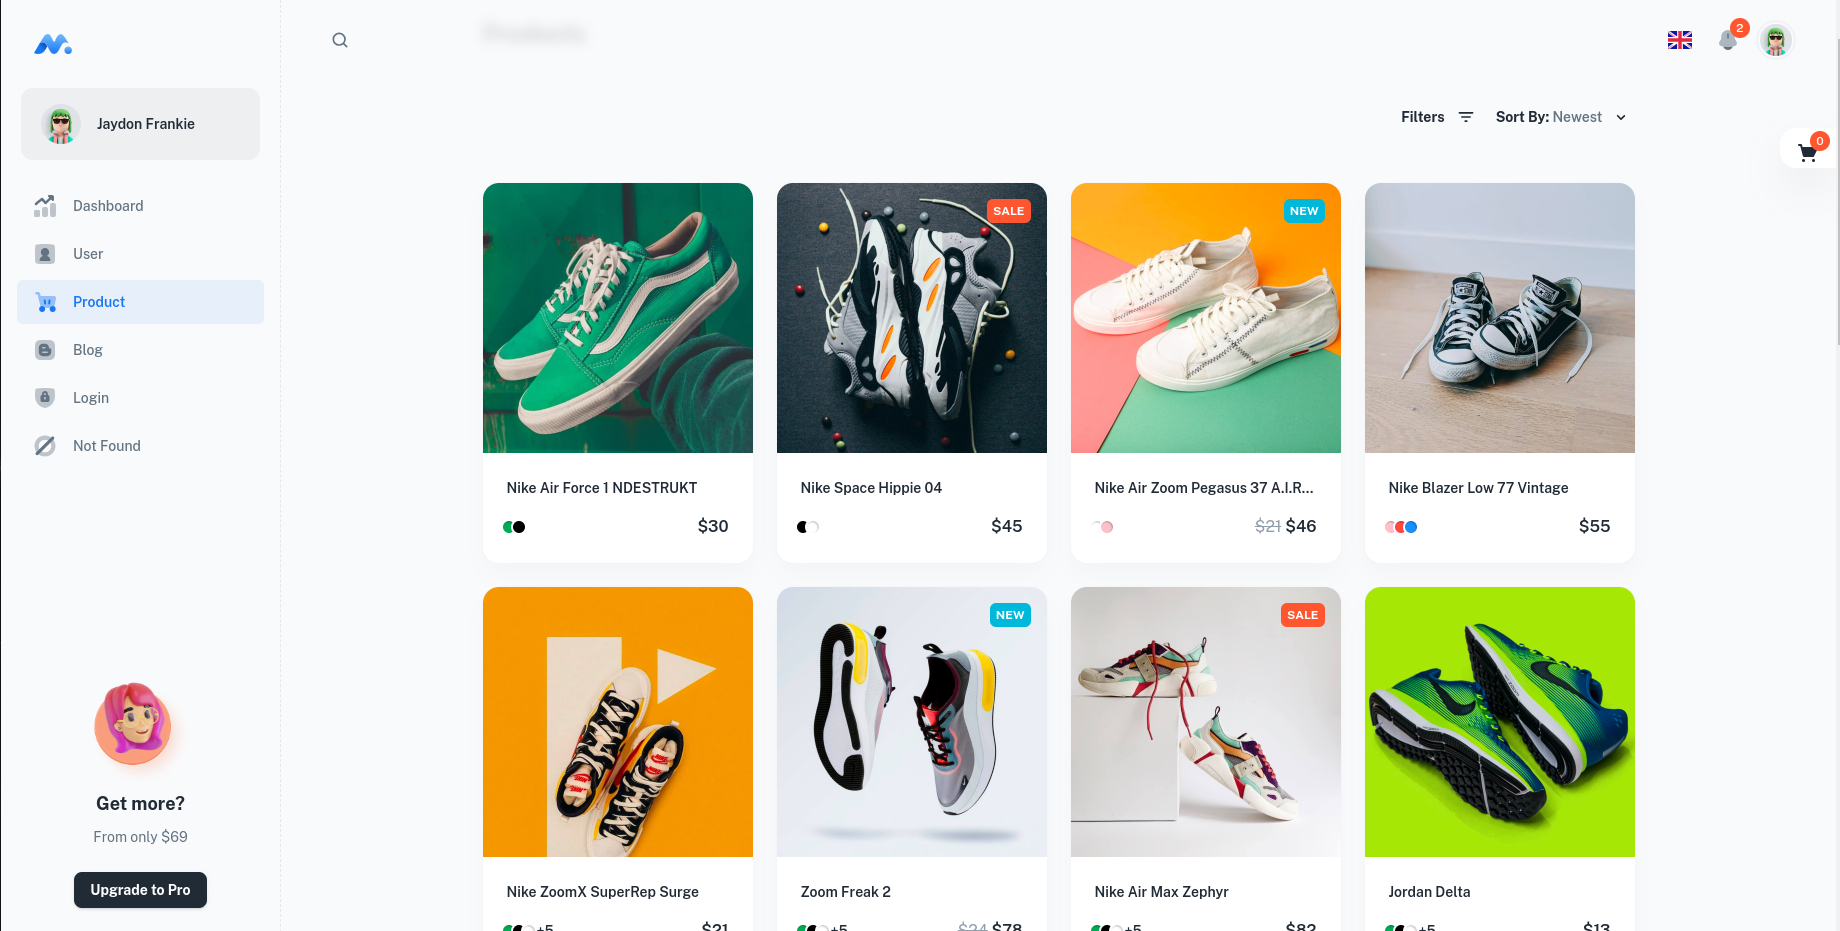 Products
2
Jaydon Frankie
Filters
Sort By: Newest
0
Dashboard
User
Product
Blog
Login
Not Found
SALE
NEW
Nike Air Force 1 NDESTRUKT
$30
Nike Space Hippie 04
$45
Nike Air Zoom Pegasus 37 A.I.R...
$21 $46
Nike Blazer Low 77 Vintage
$55
NEW
SALE
Get more?
From only $69
Upgrade to Pro
Nike ZoomX SuperRep Surge
+5
$21
Zoom Freak 2
+5
$24 $78
Nike Air Max Zephyr
+5
$82
Jordan Delta
+5
$13